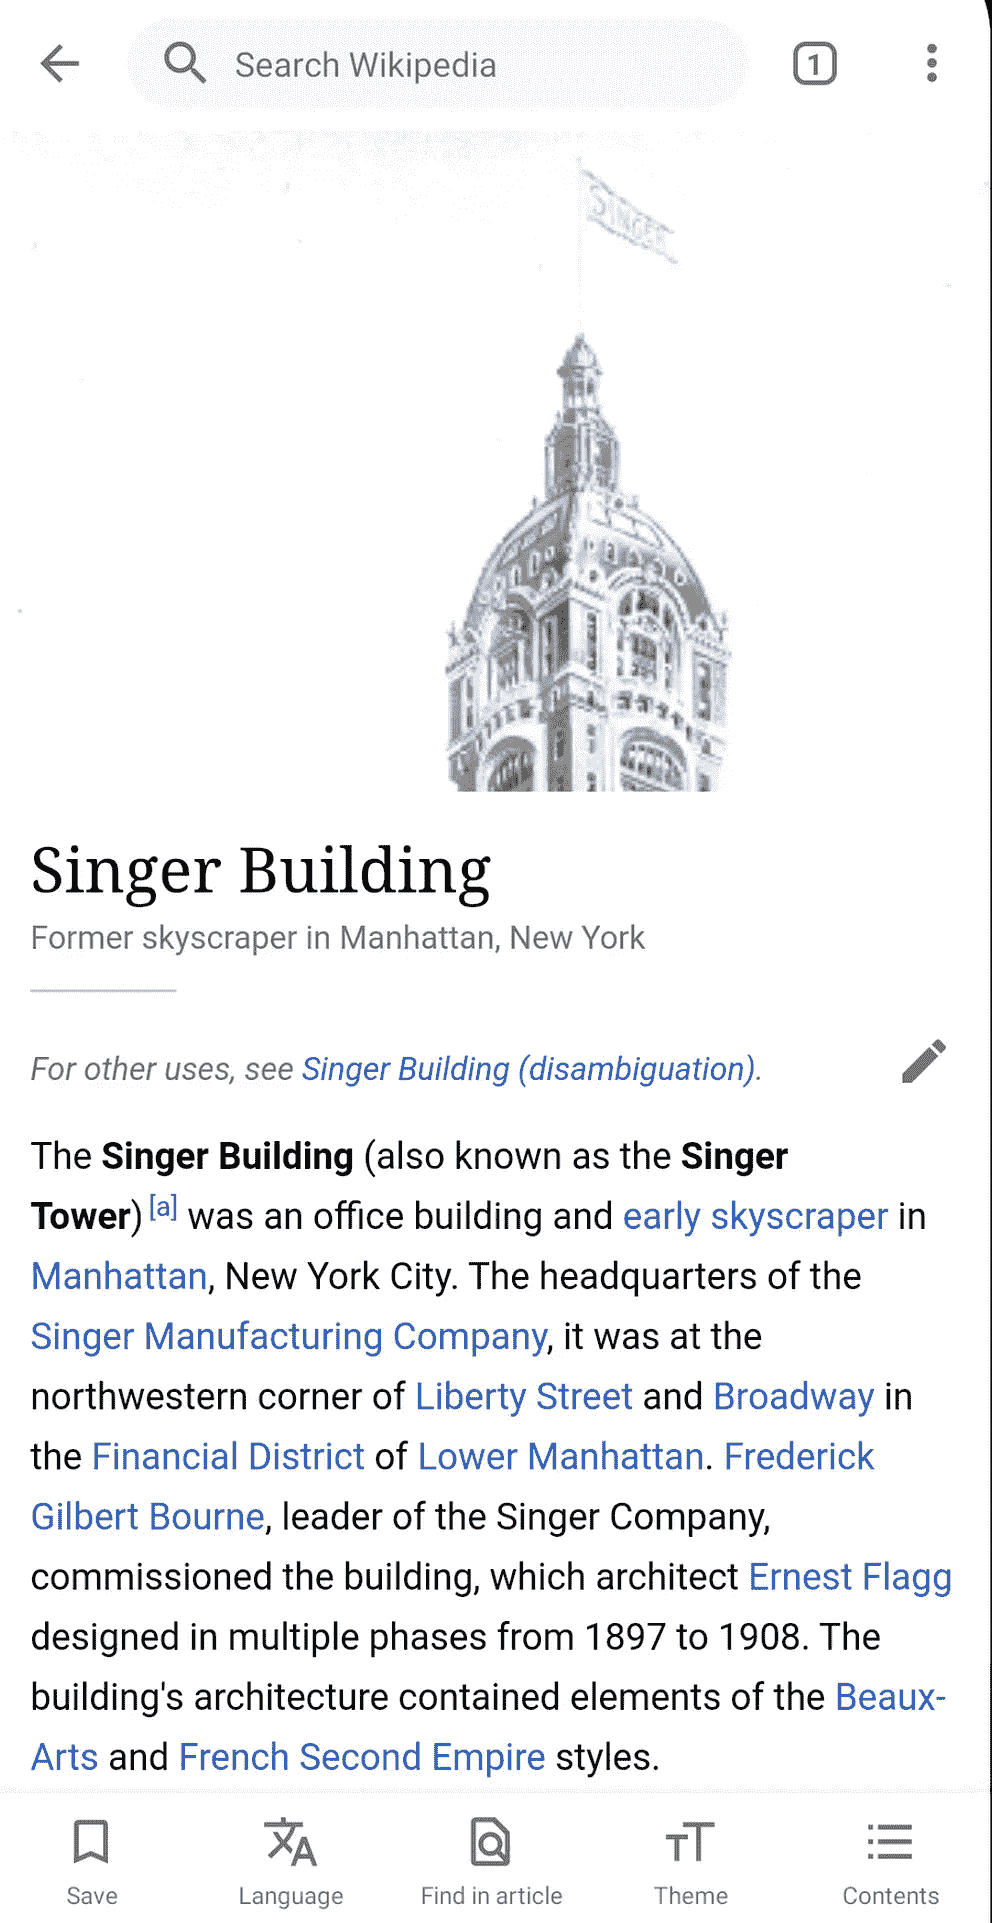 Search Wikipedia
1
SINGER
Singer Building
Former skyscraper in Manhattan, New York
For other uses, see Singer Building (disambiguation).
The Singer Building (also known as the Singer
Tower) [a] was an office building and early skyscraper in
Manhattan, New York City. The headquarters of the
Singer Manufacturing Company, it was at the
northwestern corner of Liberty Street and Broadway in
the Financial District of Lower Manhattan. Frederick
Gilbert Bourne, leader of the Singer Company,
commissioned the building, which architect Ernest Flagg
designed in multiple phases from 1897 to 1908. The
building's architecture contained elements of the Beaux-
Arts and French Second Empire styles.
Save
Language
Find in article
Theme
Contents